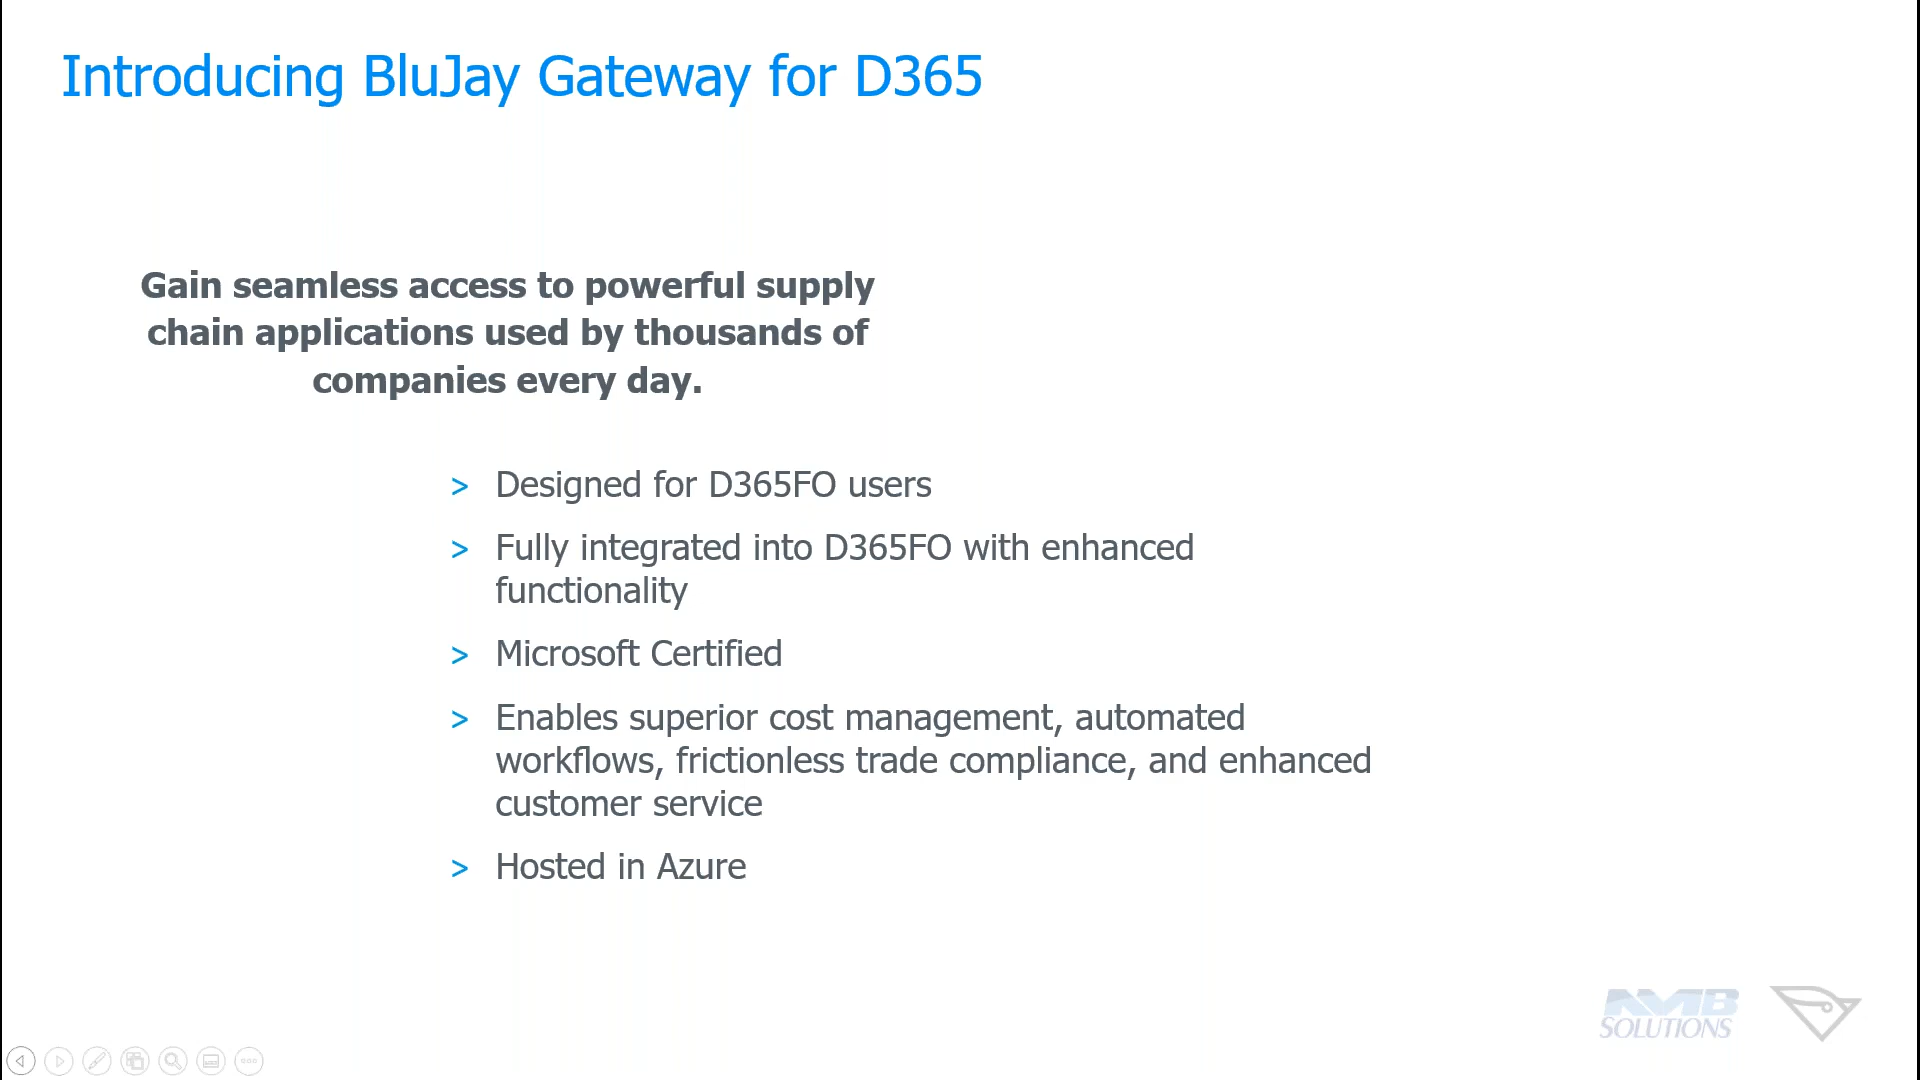 Introducing BluJay Gateway for D365
Gain seamless access to powerful supply
chain applications used by thousands of
companies every day.
> Designed for D365FO users
> Fully integrated into D365FO with enhanced
functionality
> Microsoft Certified
> Enables superior cost management, automated
workflows, frictionless trade compliance, and enhanced
customer service
> Hosted in Azure
NMB
SOLUTIONS